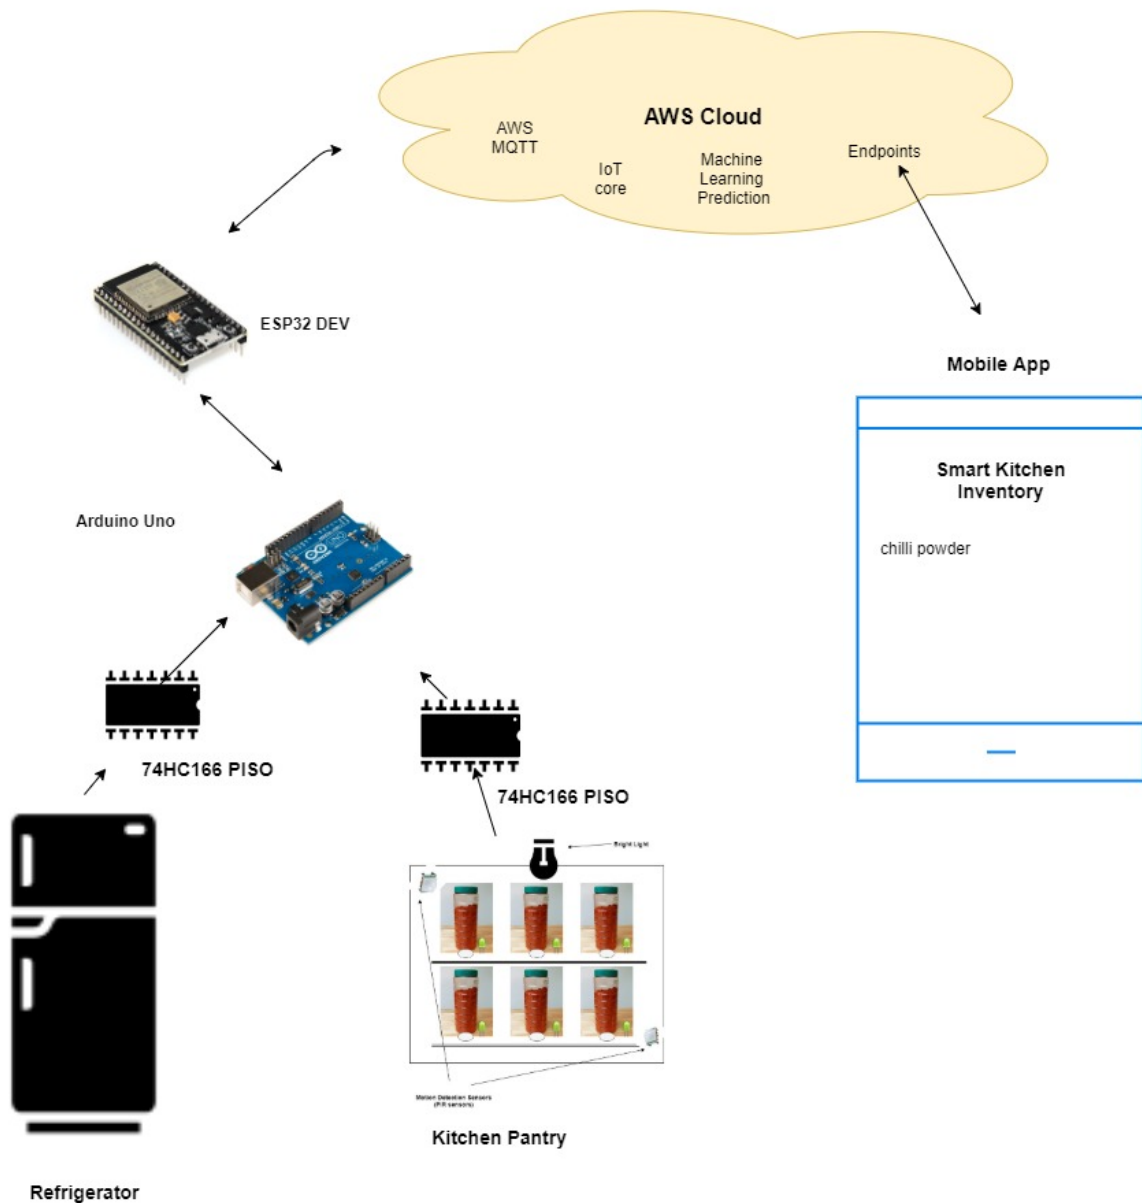 AWS Cloud
AWS
MQTT
IoT
core
Machine
Learning
Prediction
Endpoints
ESP32 DEV
Mobile App
Smart Kitchen
Inventory
chilli powder
Arduino Uno
74HC166 PISO
74HC166 PISO
Bright Light
Motion Detection Sensors
(PIR sensors)
Kitchen Pantry
Refrigerator